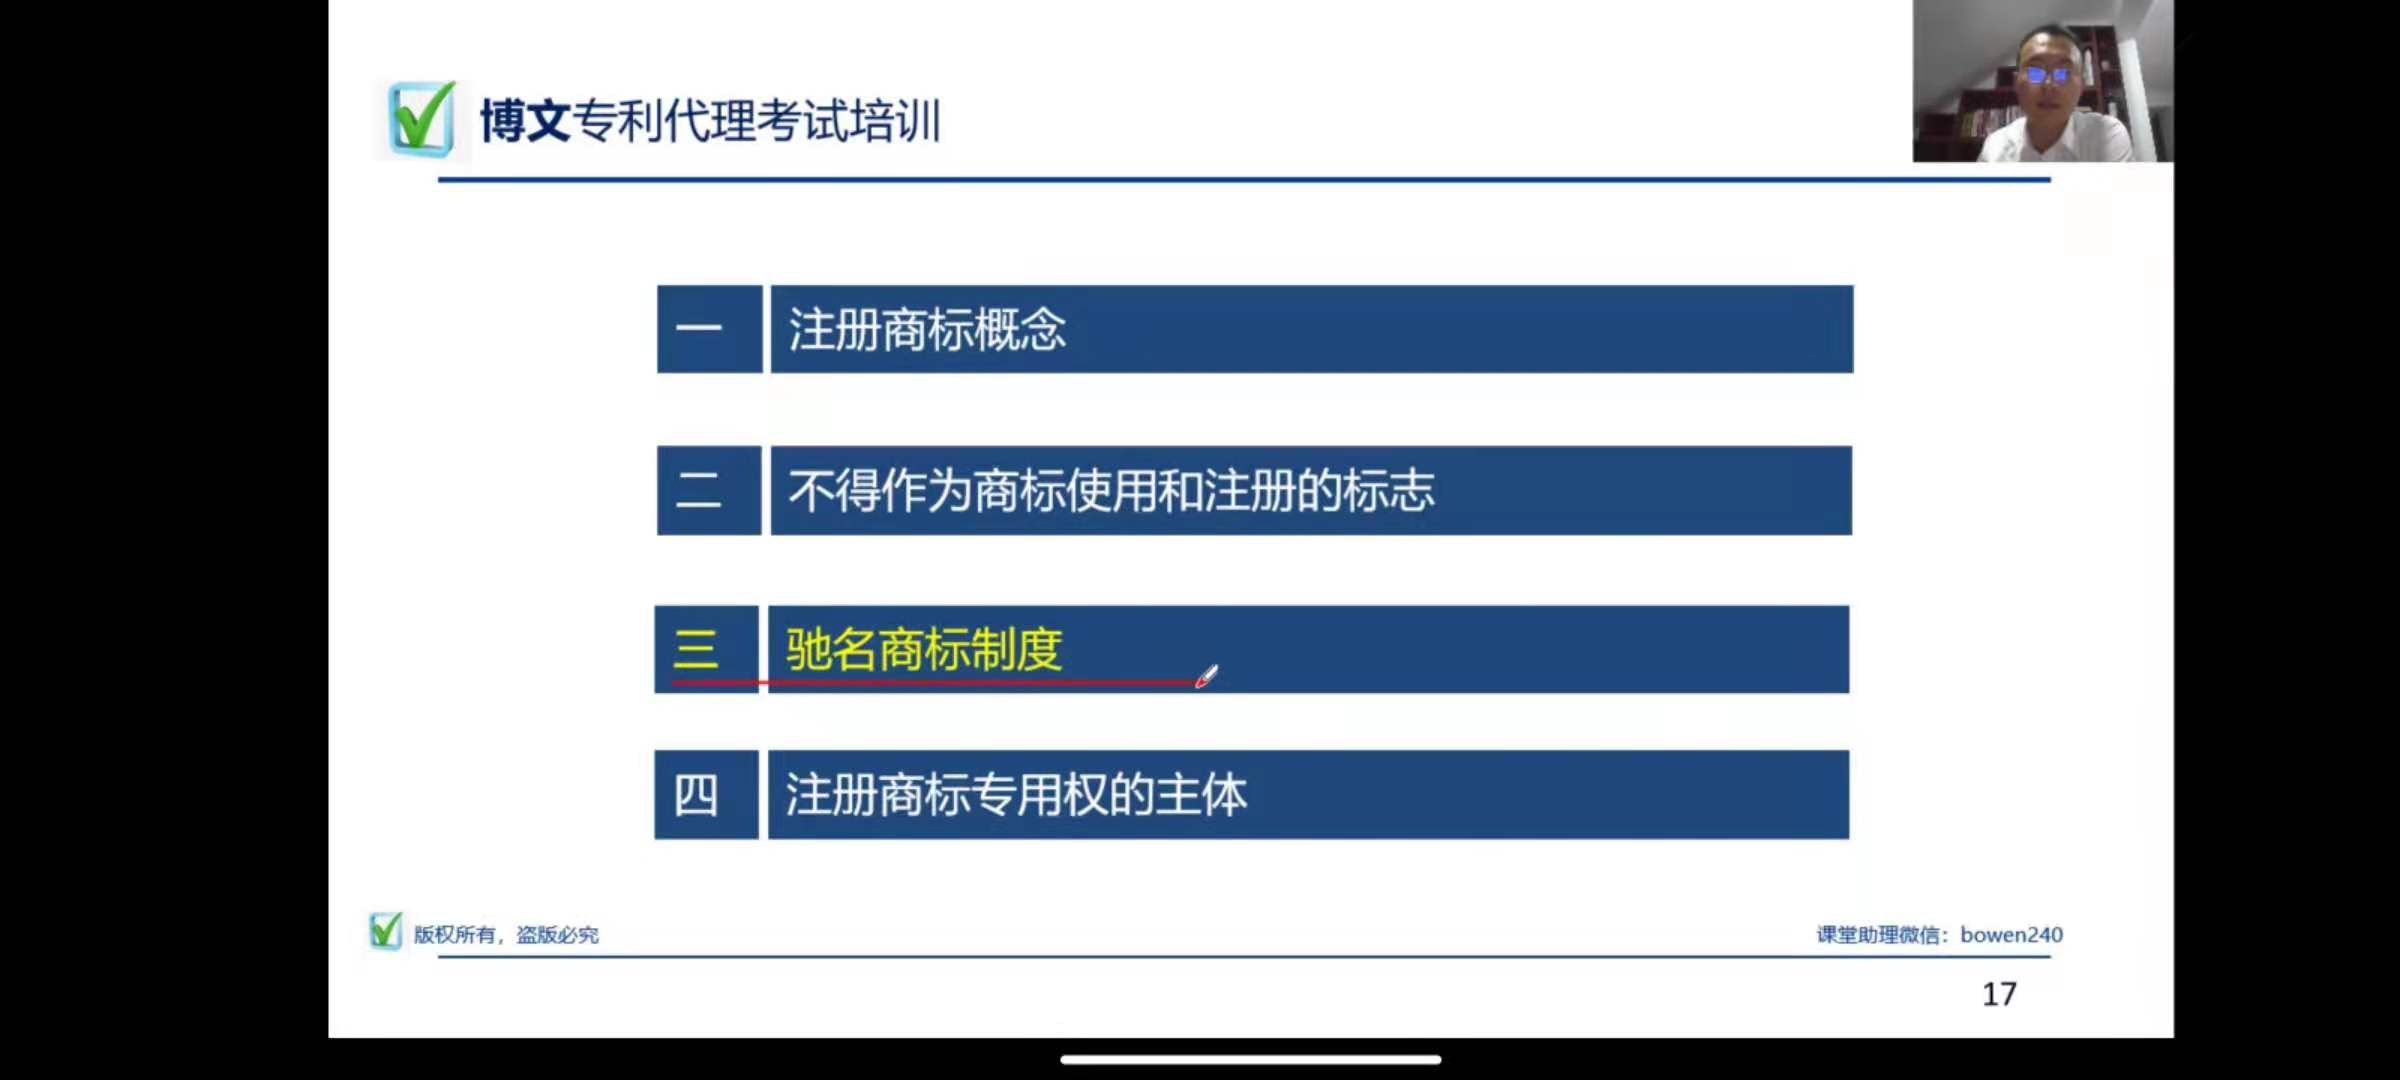 博文专利代理考试培训
一 注册商标概念
二 不得作为商标使用和注册的标志
三 驰名商标制度
四 注册商标专用权的主体
版权所有，盗版必究
课堂助理微信：bowen240
17